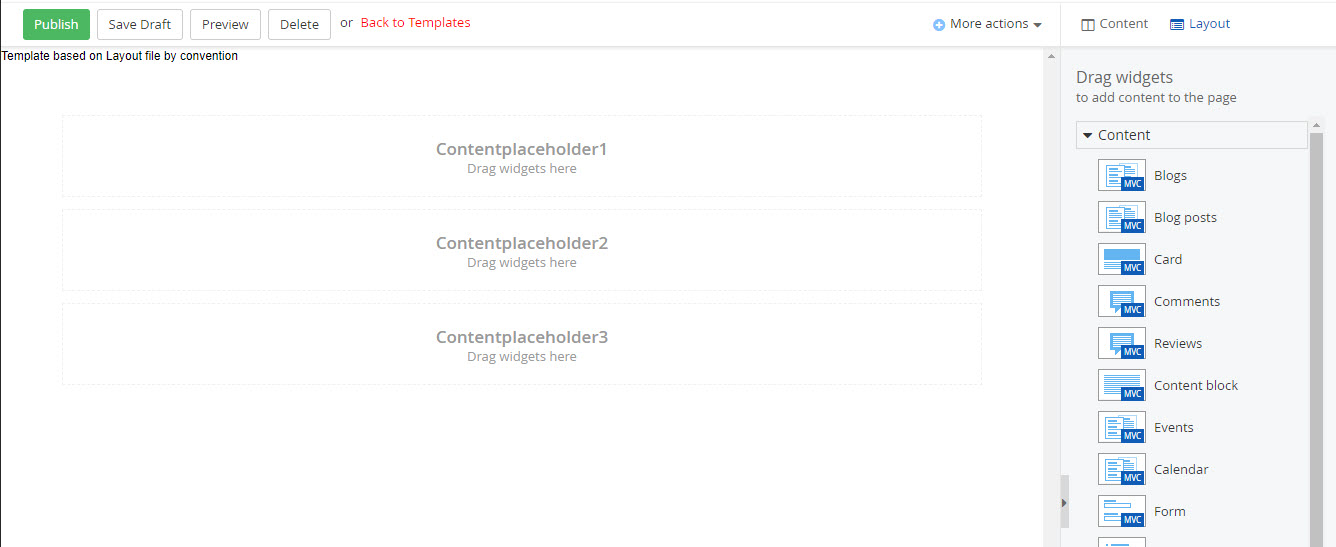 Publish
Save Draft
Preview
Delete
or
Back to Templates
More actions
Content
Layout
Template based on Layout file by convention
Contentplaceholder1
Drag widgets here
Contentplaceholder2
Drag widgets here
Contentplaceholder3
Drag widgets here
Drag widgets
to add content to the page
Content
MVC
Blogs
MVC
Blog posts
MVC
Card
MVC
Comments
MVC
Reviews
MVC
Content block
MVC
Events
MVC
Calendar
MVC
Form